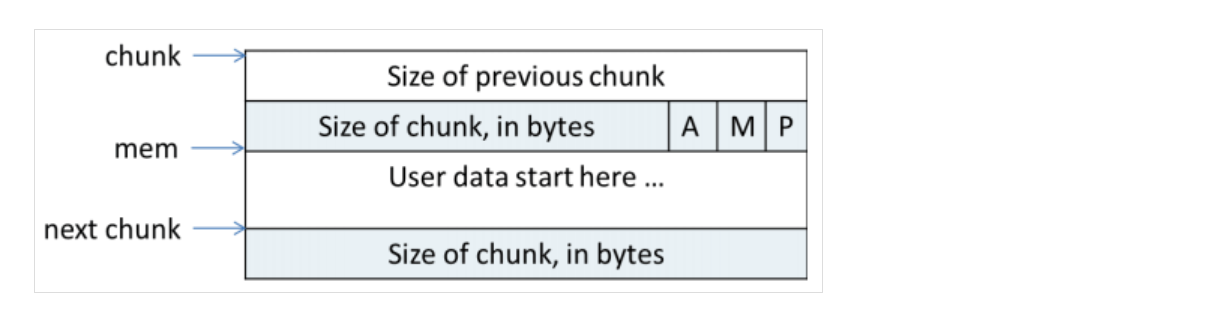 chunk
Size of previous chunk
Size of chunk, in bytes A M P
mem
User data start here ...
next chunk
Size of chunk, in bytes